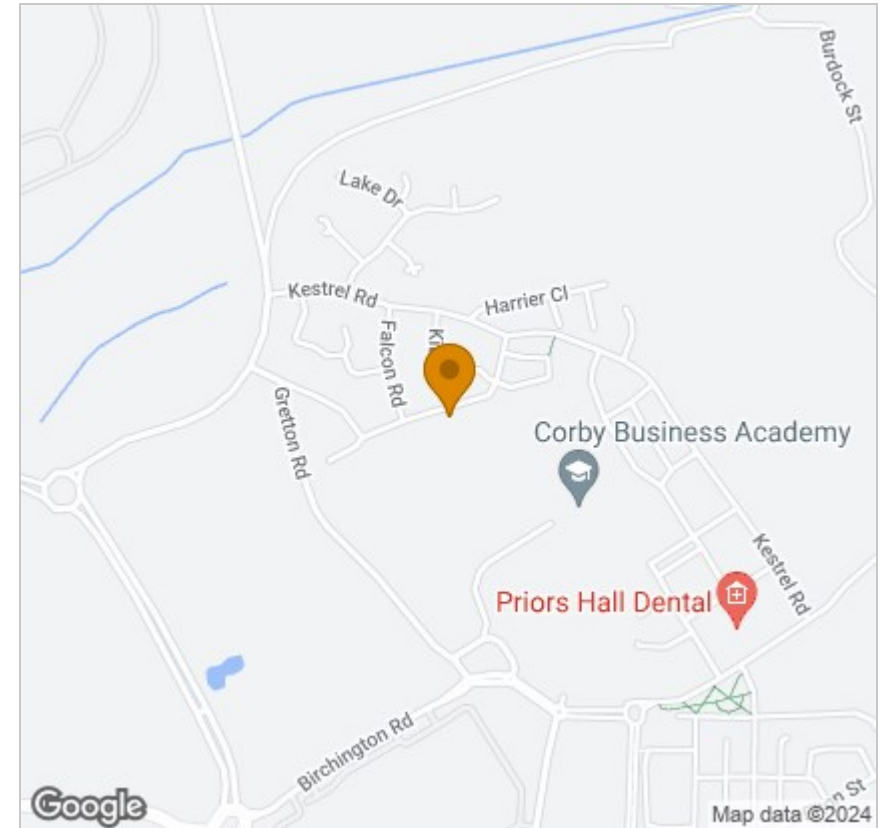 Burdock St
Lake Dr
Kestrel Rd
Harrier Cl
Falcon Rd
Gretton Rd
Corby Business Academy
Kestrel Rd
Priors Hall Dental
Birchington Rd
Google
Map data ©2024